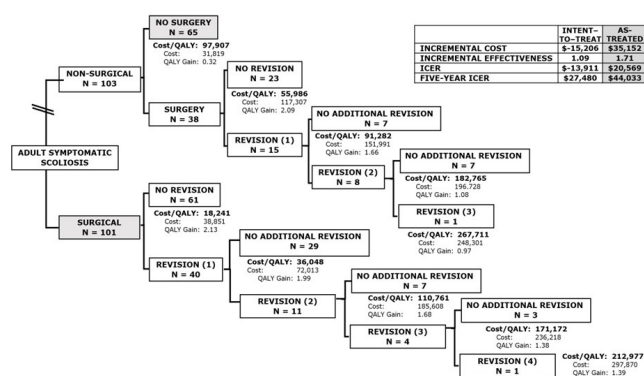 NO SURGERY
N = 65
Cost/QALY: 97,907
Cost: 31,819
QALY Gain: 0.32
INTENT–TO–TREAT
AS-TREATED
INCREMENTAL COST $-15,206 $35,152
INCREMENTAL EFFECTIVENESS 1.09 1.71
ICER $-13,911 $20,569
FIVE-YEAR ICER $27,480 $44,033
NON-SURGICAL
N = 103
NO REVISION
N = 23
Cost/QALY: 55,986
Cost: 117,307
QALY Gain: 2.09
SURGERY
N = 38
NO ADDITIONAL REVISION
N = 7
Cost/QALY: 91,282
Cost: 151,991
QALY Gain: 1.66
REVISION (1)
N = 15
ADULT SYMPTOMATIC
SCOLIOSIS
NO ADDITIONAL REVISION
N = 7
Cost/QALY: 182,765
Cost: 196.728
QALY Gain: 1.08
REVISION (2)
N = 8
NO REVISION
N = 61
Cost/QALY: 18,241
Cost: 38,851
QALY Gain: 2.13
REVISION (3)
N = 1
Cost/QALY: 267,711
Cost: 248,301
QALY Gain: 0.97
SURGICAL
N = 101
NO ADDITIONAL REVISION
N = 29
Cost/QALY: 36,048
Cost: 72,013
QALY Gain: 1.99
REVISION (1)
N = 40
NO ADDITIONAL REVISION
N = 7
Cost/QALY: 110,761
Cost: 185,608
QALY Gain: 1.68
REVISION (2)
N = 11
NO ADDITIONAL REVISION
N = 3
Cost/QALY: 171,172
Cost: 236,218
QALY Gain: 1.38
REVISION (3)
N = 4
REVISION (4)
N = 1
Cost/QALY: 212,977
Cost: 297,870
QALY Gain: 1.39